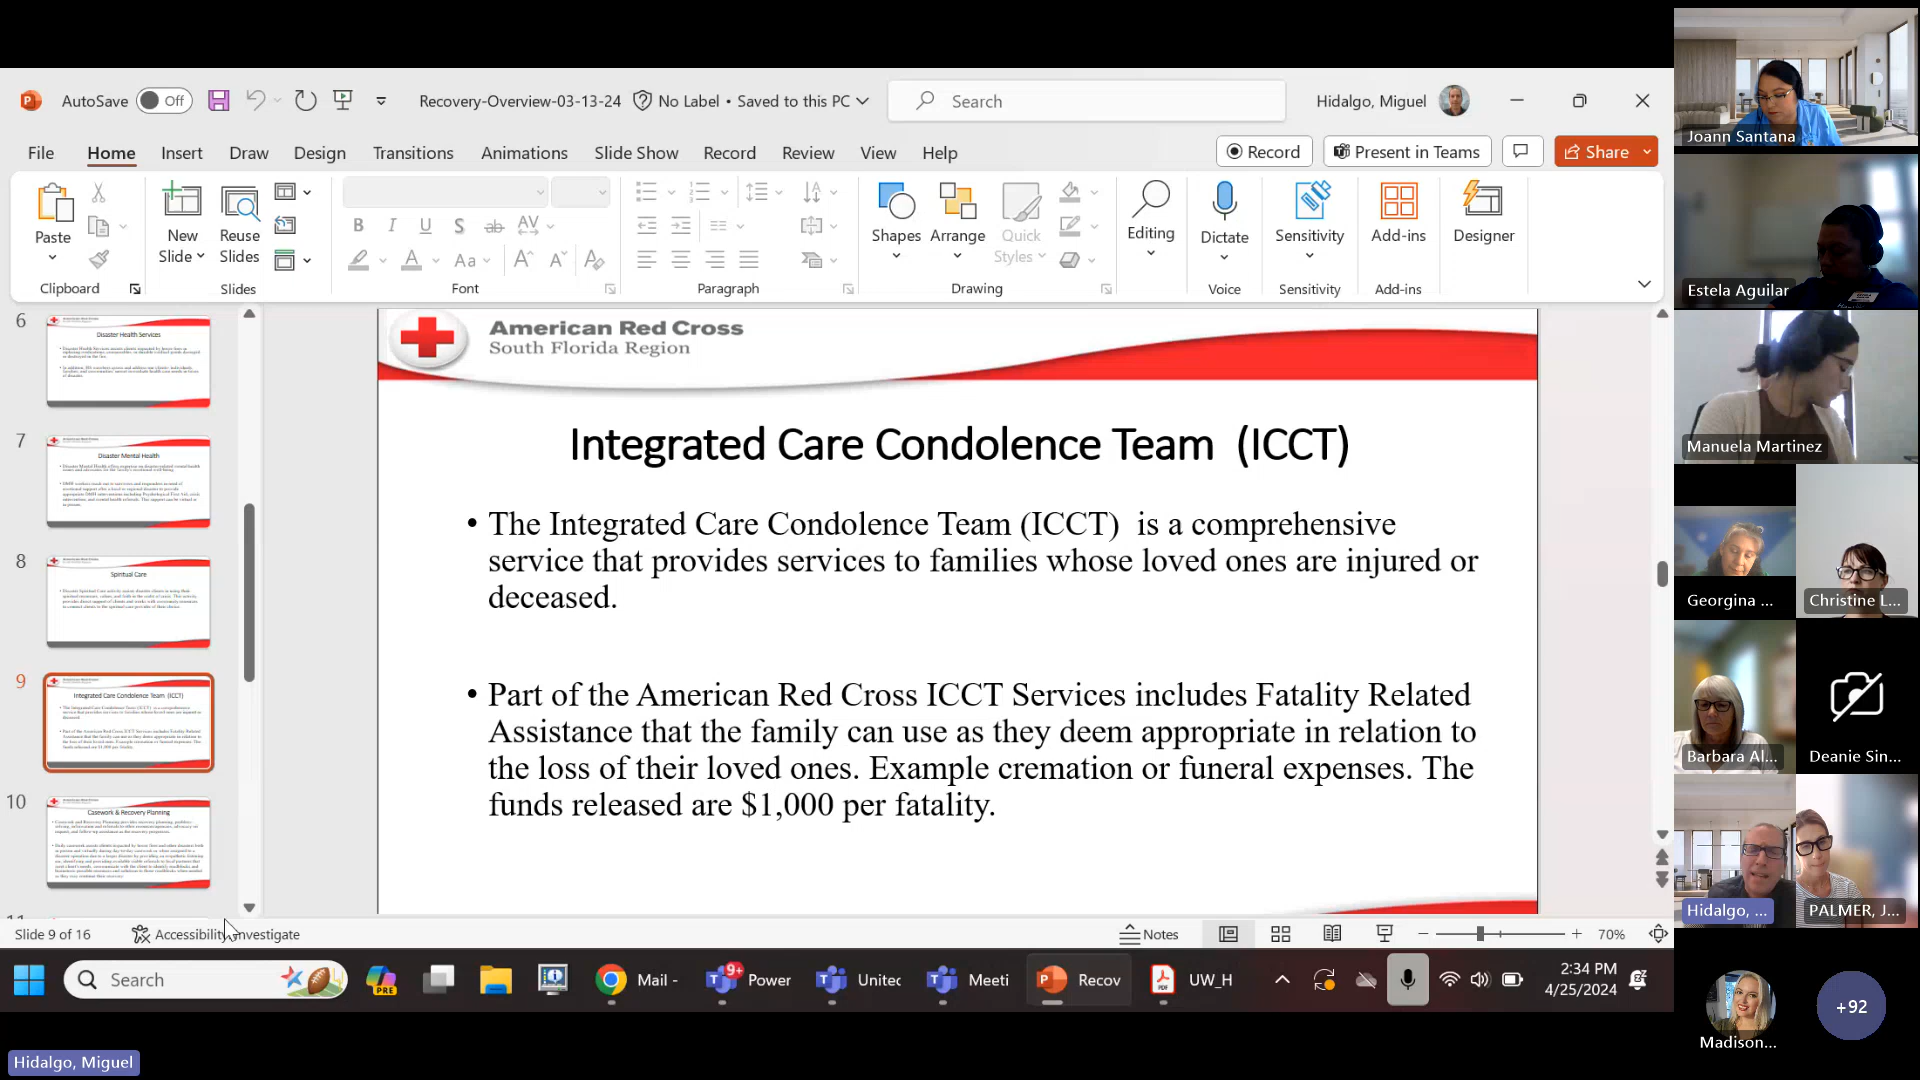 AutoSave Off Recovery-Overview-03-13-24 No Label • Saved to this PC Search Hidalgo, Miguel
File Home Insert Draw Design Transitions Animations Slide Show Record Review View Help Record Present in Teams Share
Paste New Slide Reuse Slides Shapes Arrange Quick Styles Editing Dictate Sensitivity Add-ins Designer
Clipboard Slides Font Paragraph Drawing Voice Sensitivity Add-ins
6
Disaster Health Services
7
Disaster Mental Health
8
Spiritual Care
9
Integrated Care Condolence Team (ICCT)
10
Casework & Recovery Planning
American Red Cross
South Florida Region
Integrated Care Condolence Team (ICCT)
• The Integrated Care Condolence Team (ICCT) is a comprehensive
service that provides services to families whose loved ones are injured or
deceased.
• Part of the American Red Cross ICCT Services includes Fatality Related
Assistance that the family can use as they deem appropriate in relation to
the loss of their loved ones. Example cremation or funeral expenses. The
funds released are $1,000 per fatality.
Slide 9 of 16 Accessibility: Investigate Notes 70%
Search PRE Mail - 9+ Power Unitec Meeti Recov UW_H 2:34 PM
4/25/2024
Hidalgo, Miguel
Joann Santana
Estela Aguilar
Manuela Martinez
Georgina ... Christine L...
Barbara Al... Deanie Sin...
Hidalgo, ... PALMER, J...
Madison... +92